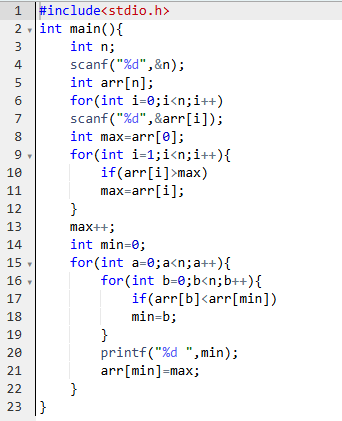 1 #include<stdio.h>
2 int main(){
3 int n;
4 scanf("%d",&n);
5 int arr[n];
6 for(int i=0;i<n;i++)
7 scanf("%d",&arr[i]);
8 int max=arr[0];
9 for(int i=1;i<n;i++){
10 if(arr[i]>max)
11 max=arr[i];
12 }
13 max++;
14 int min=0;
15 for(int a=0;a<n;a++){
16 for(int b=0;b<n;b++){
17 if(arr[b]<arr[min])
18 min=b;
19 }
20 printf("%d ",min);
21 arr[min]=max;
22 }
23 }